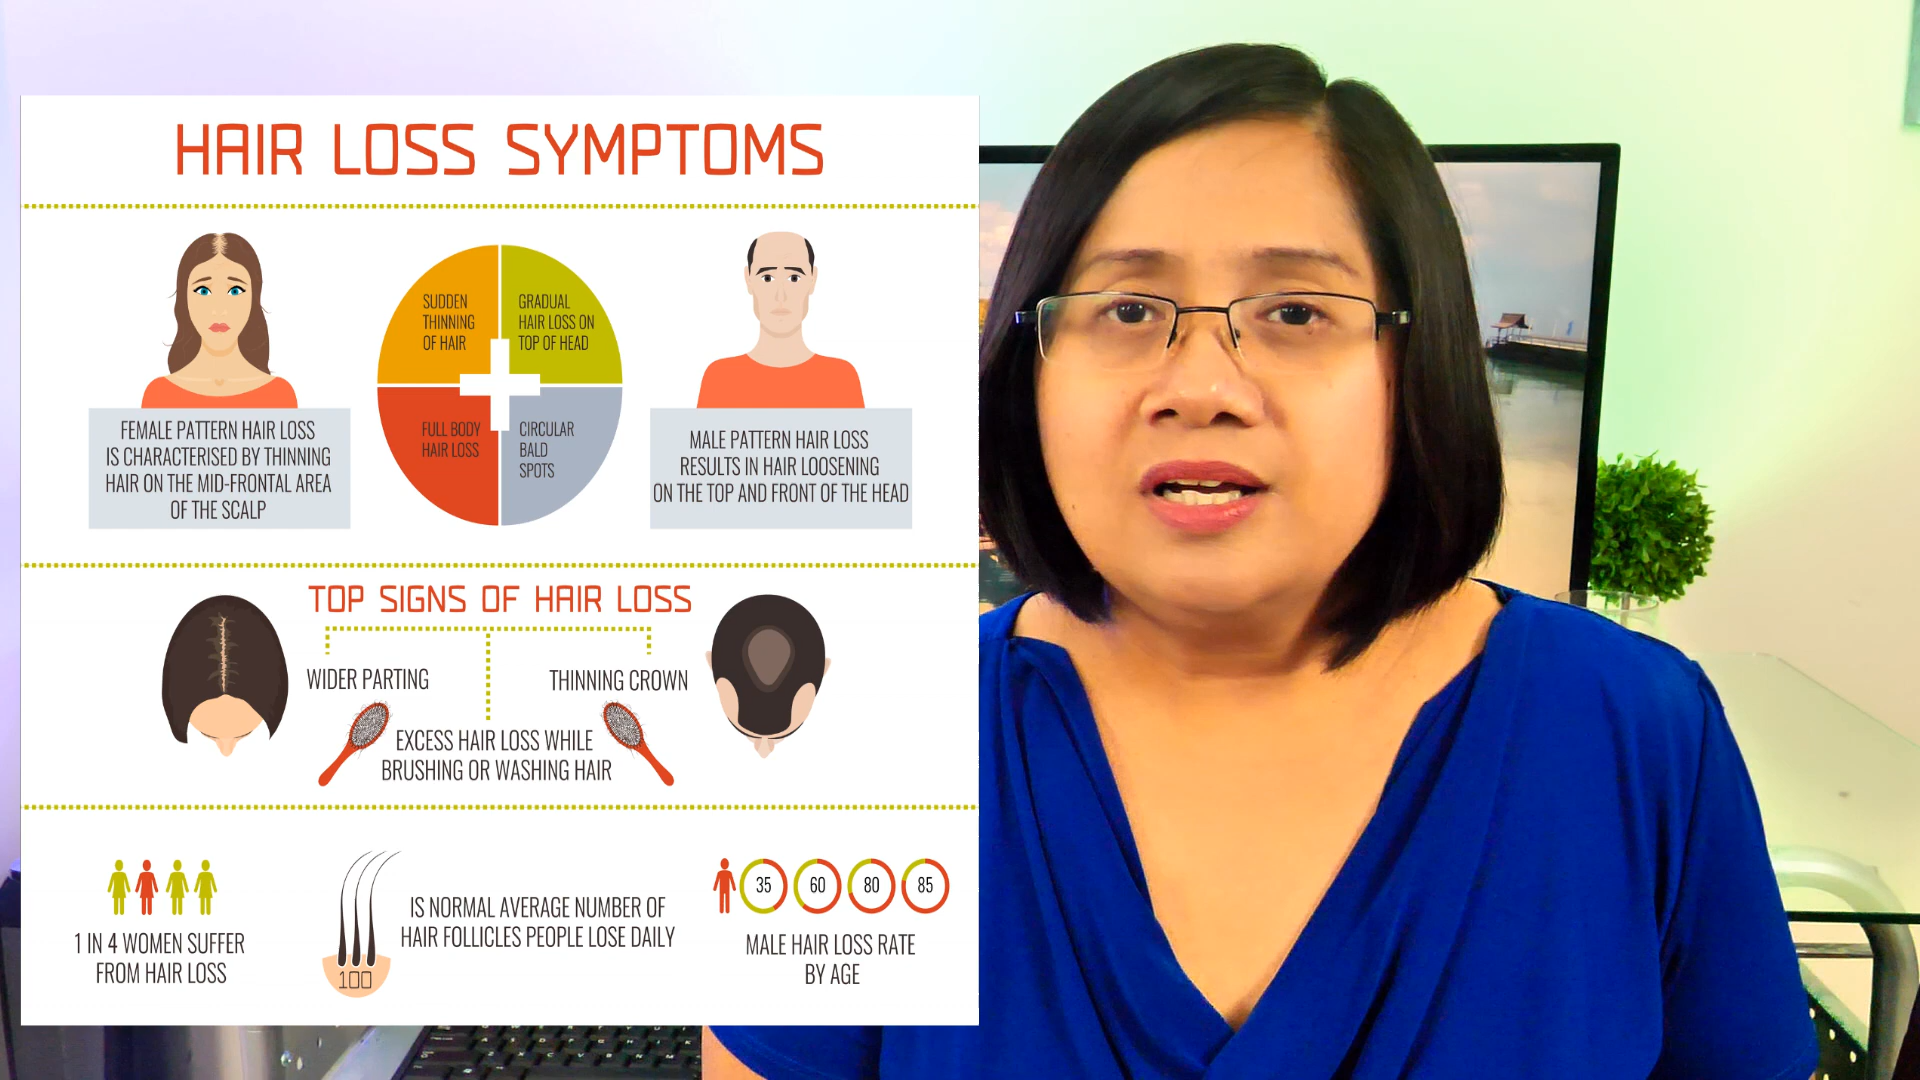 HAIR LOSS SYMPTOMS
SUDDEN
THINNING
OF HAIR
GRADUAL
HAIR LOSS ON
TOP OF HEAD
FULL BODY
HAIR LOSS
CIRCULAR
BALD
SPOTS
FEMALE PATTERN HAIR LOSS
IS CHARACTERISED BY THINNING
HAIR ON THE MID-FRONTAL AREA
OF THE SCALP
MALE PATTERN HAIR LOSS
RESULTS IN HAIR LOOSENING
ON THE TOP AND FRONT OF THE HEAD
TOP SIGNS OF HAIR LOSS
WIDER PARTING
THINNING CROWN
EXCESS HAIR LOSS WHILE
BRUSHING OR WASHING HAIR
1 IN 4 WOMEN SUFFER
FROM HAIR LOSS
100
IS NORMAL AVERAGE NUMBER OF
HAIR FOLLICLES PEOPLE LOSE DAILY
35 60 80 85
MALE HAIR LOSS RATE
BY AGE